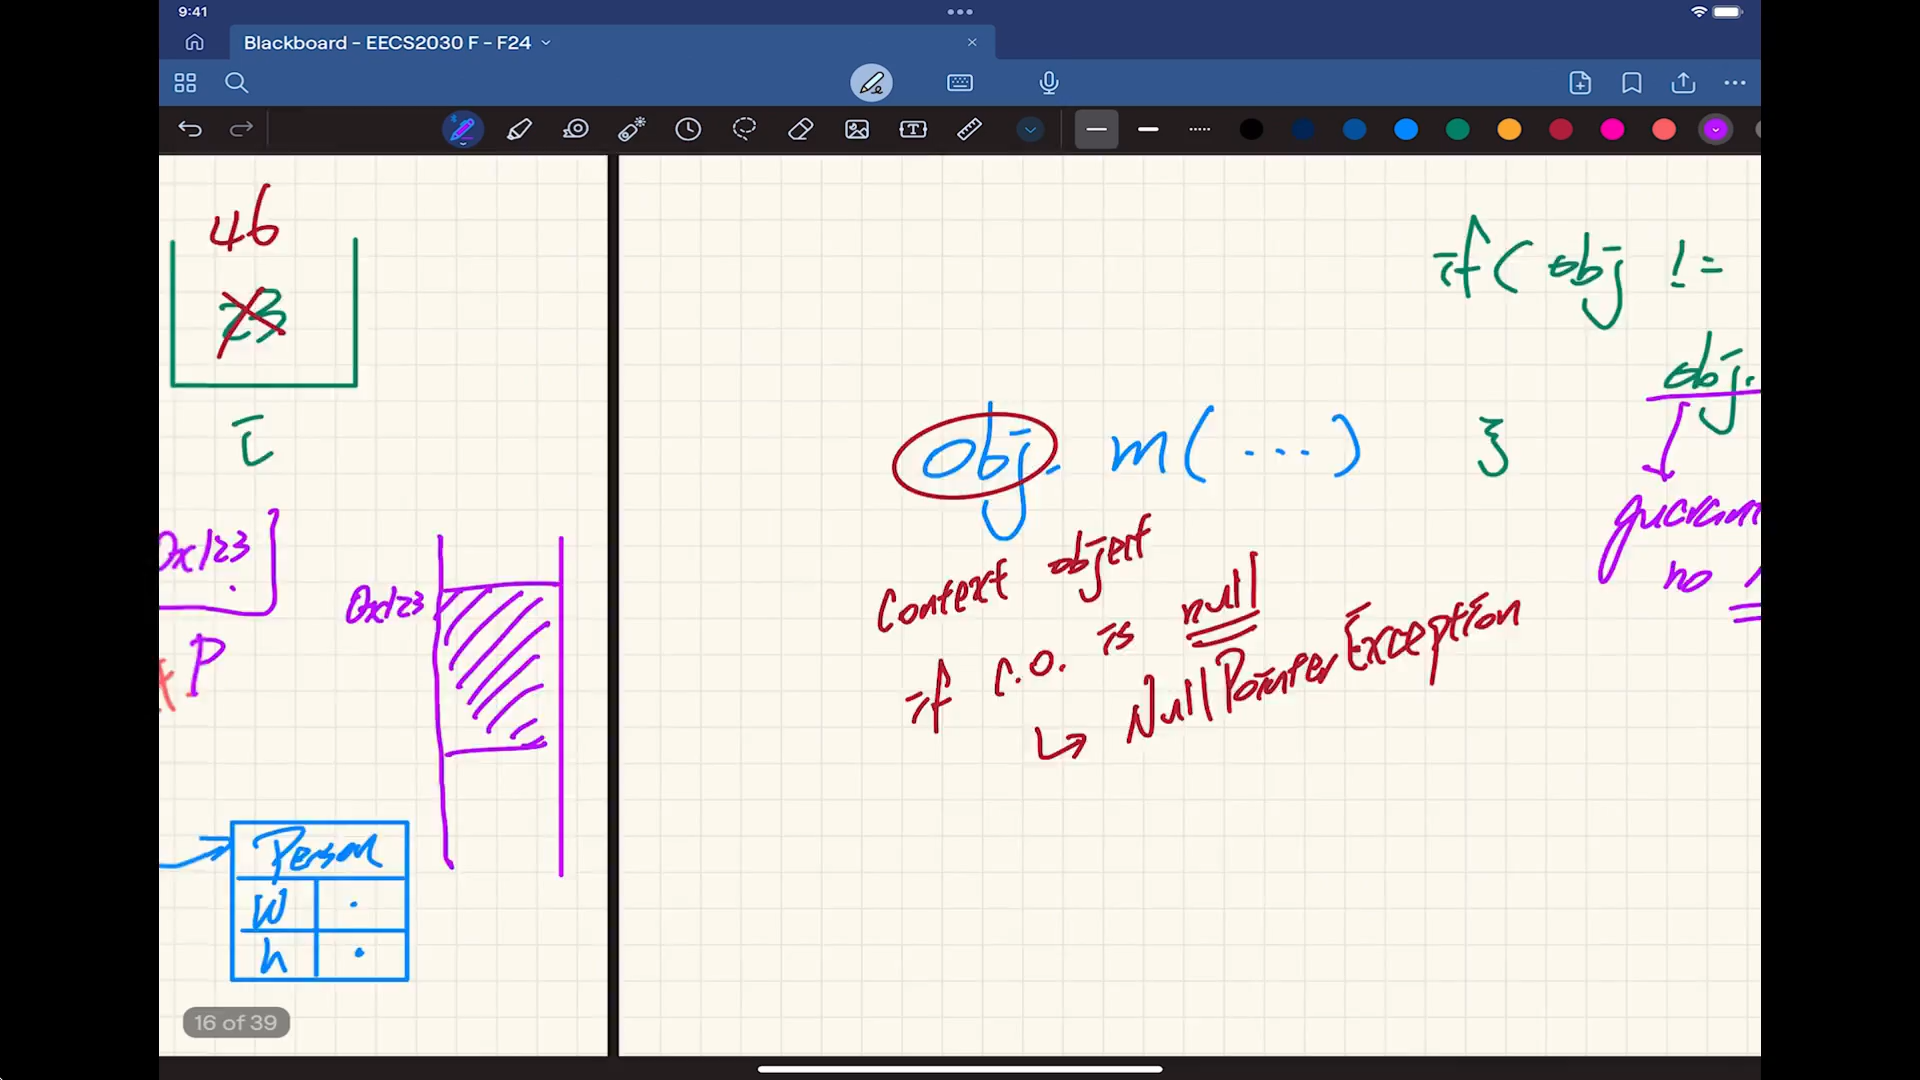 9:41
Blackboard - EECS2030 F - F24
46
23
i
0x123
P
0x123
Person
W
h
16 of 39
if ( obj !=
obj.
obj. m ( ... )
}
Context object
if C.O. is null
↳ NullPointerException
no